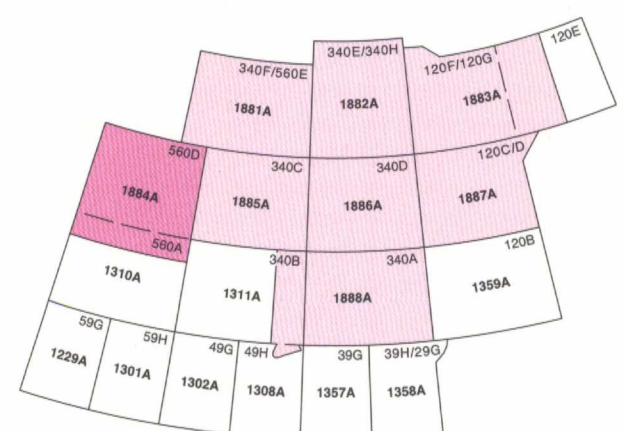 120E
340E/340H
340F/560E
120F/120G
1881A
1882A
1883A
560D
340C
340D
120C/D
1884A
1885A
1886A
1887A
560A
340B
340A
120B
1310A
1311A
1888A
1359A
59G
59H
49G
49H
39G
39H/29G
1229A
1301A
1302A
1308A
1357A
1358A